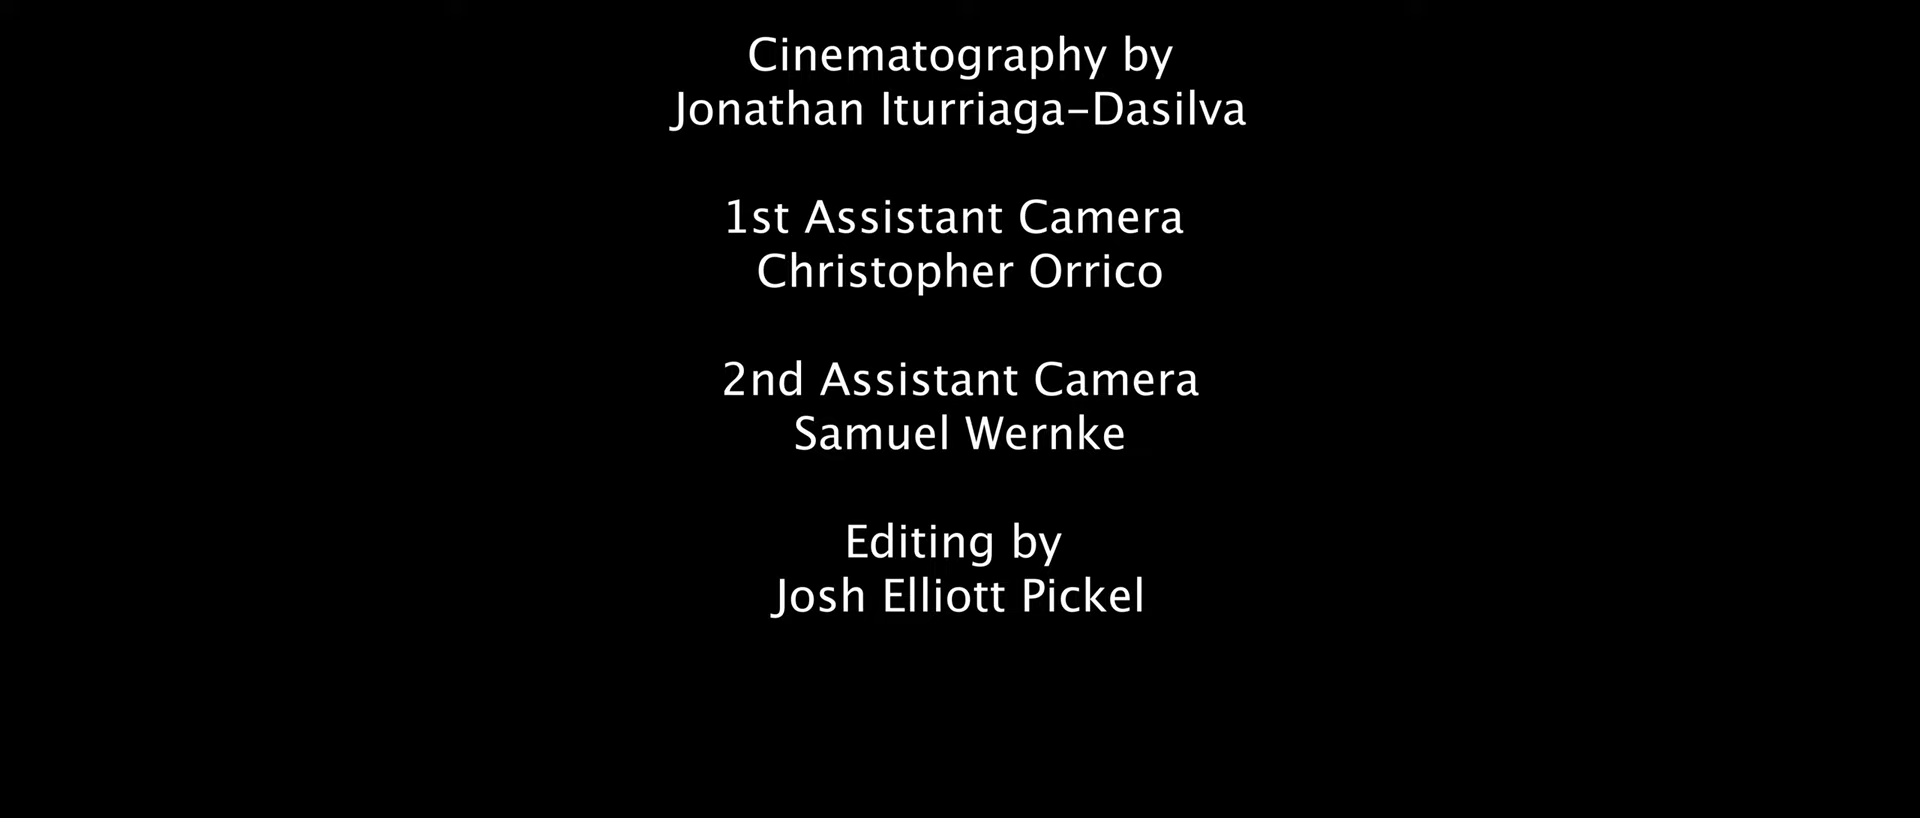 Cinematography by
Jonathan Iturriaga-Dasilva
1st Assistant Camera
Christopher Orrico
2nd Assistant Camera
Samuel Wernke
Editing by
Josh Elliott Pickel